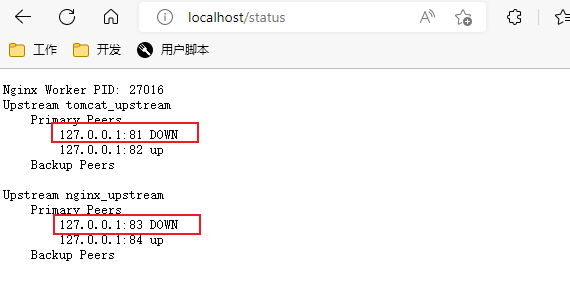 localhost/status
工作 开发 用户脚本
Nginx Worker PID: 27016
Upstream tomcat_upstream
Primary Peers
127.0.0.1:81 DOWN
127.0.0.1:82 up
Backup Peers
Upstream nginx_upstream
Primary Peers
127.0.0.1:83 DOWN
127.0.0.1:84 up
Backup Peers